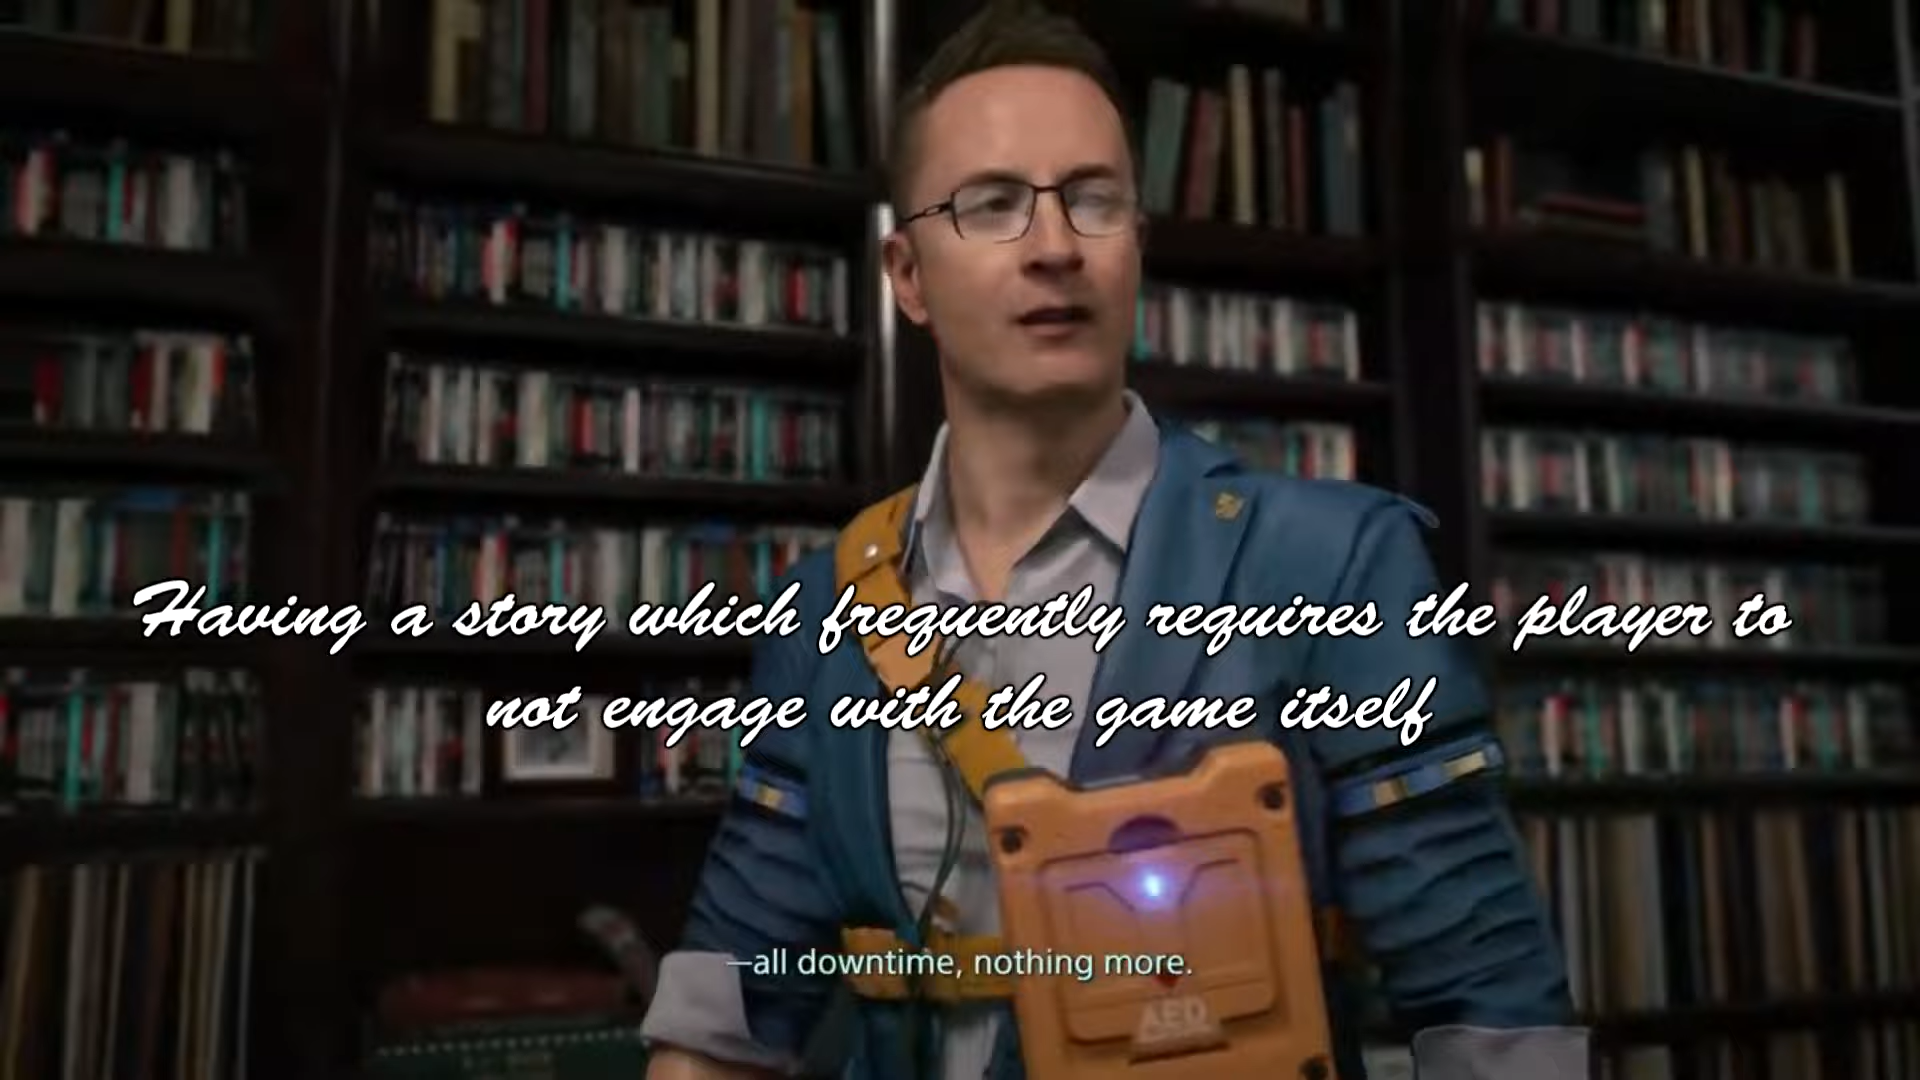 Having a story which frequently requires the player to
not engage with the game itself
—all downtime, nothing more.
AED